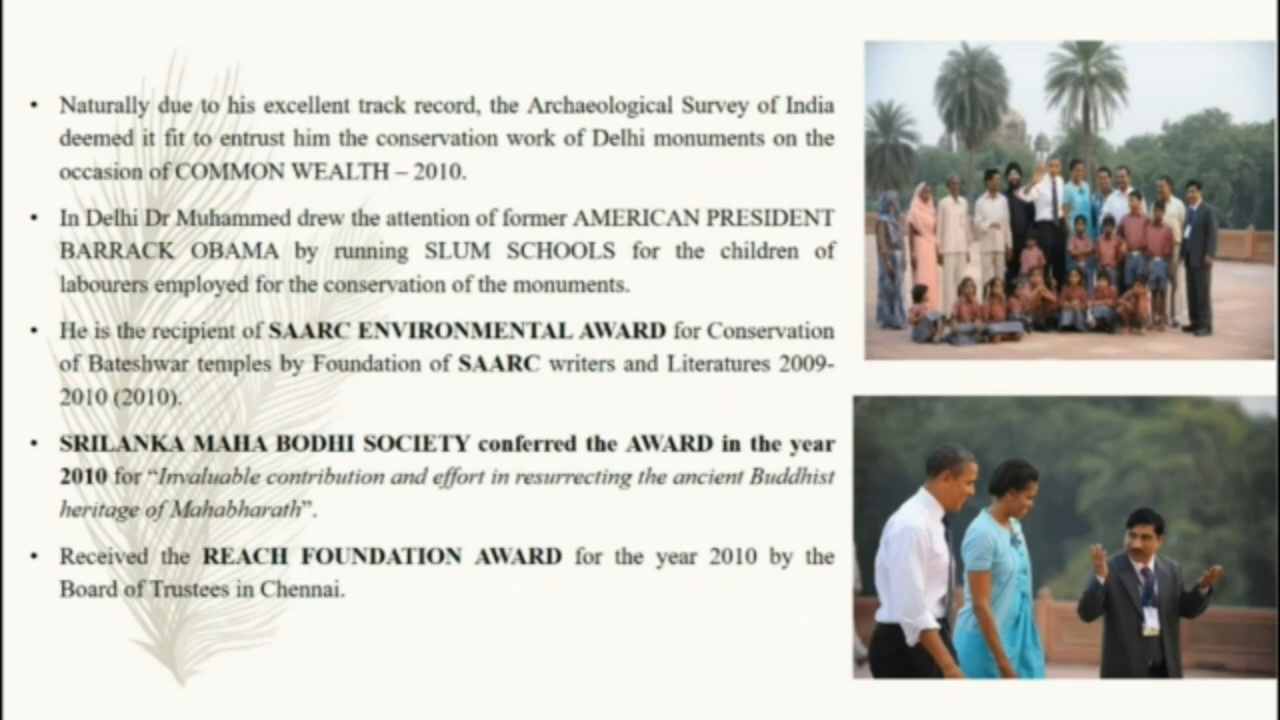 • Naturally due to his excellent track record, the Archaeological Survey of India
deemed it fit to entrust him the conservation work of Delhi monuments on the
occasion of COMMON WEALTH – 2010.
• In Delhi Dr Muhammed drew the attention of former AMERICAN PRESIDENT
BARRACK OBAMA by running SLUM SCHOOLS for the children of
labourers employed for the conservation of the monuments.
• He is the recipient of SAARC ENVIRONMENTAL AWARD for Conservation
of Bateshwar temples by Foundation of SAARC writers and Literatures 2009-
2010 (2010).
• SRILANKA MAHA BODHI SOCIETY conferred the AWARD in the year
2010 for “Invaluable contribution and effort in resurrecting the ancient Buddhist
heritage of Mahabharath”.
• Received the REACH FOUNDATION AWARD for the year 2010 by the
Board of Trustees in Chennai.